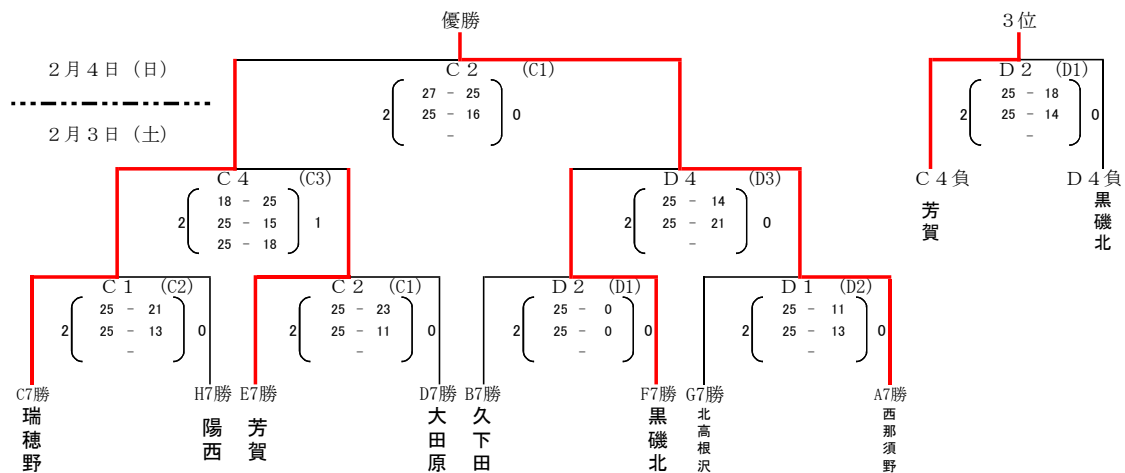 優勝
3位
2月4日（日）
C2 (C1)
27 - 25
2 25 - 16 0
-
D2 (D1)
25 - 18
2 25 - 14 0
-
2月3日（土）
C4 (C3)
18 - 25
2 25 - 15 1
25 - 18
D4 (D3)
25 - 14
2 25 - 21 0
-
C4負
D4負
芳賀
黒磯北
C1 (C2)
25 - 21
2 25 - 13 0
-
C2 (C1)
25 - 23
2 25 - 11 0
-
D2 (D1)
25 - 0
2 25 - 0 0
-
D1 (D2)
25 - 11
2 25 - 13 0
-
C7勝
H7勝
E7勝
D7勝
B7勝
F7勝
G7勝
A7勝
瑞穂野
陽西
芳賀
大田原
久下田
黒磯北
北高根沢
西那須野